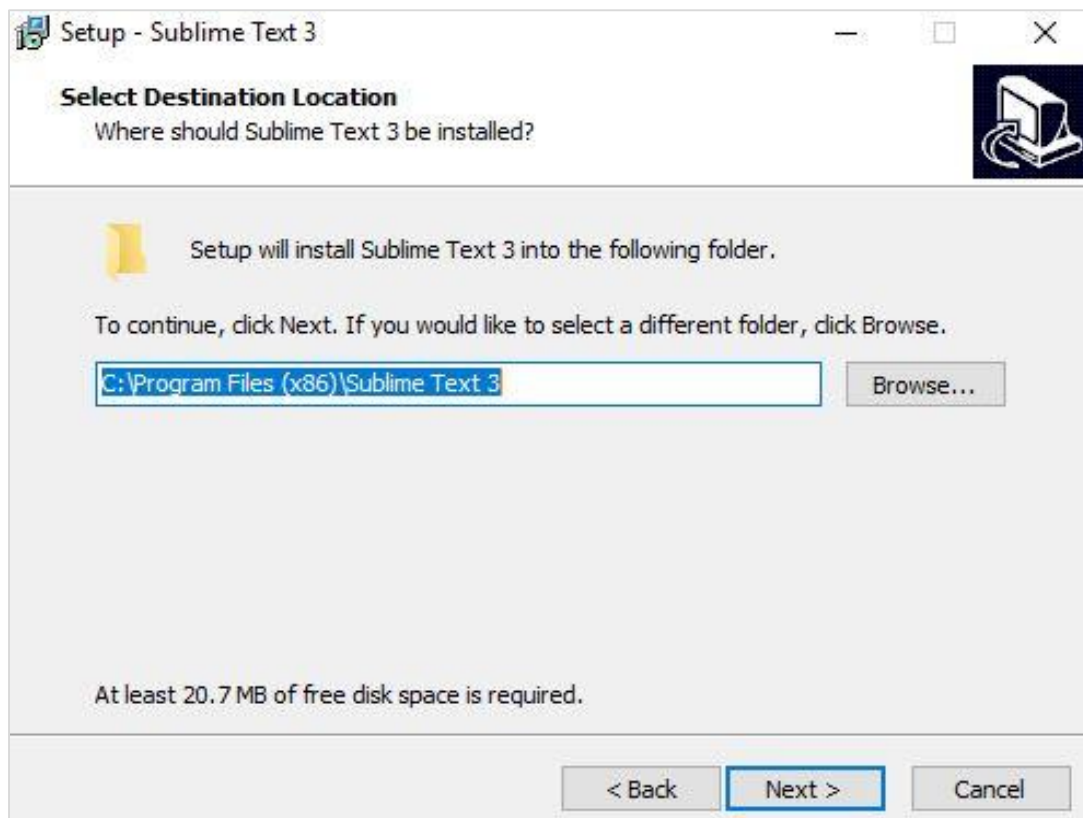 Setup - Sublime Text 3
Select Destination Location
Where should Sublime Text 3 be installed?
Setup will install Sublime Text 3 into the following folder.
To continue, click Next. If you would like to select a different folder, click Browse.
C:\Program Files (x86)\Sublime Text 3
Browse...
At least 20.7 MB of free disk space is required.
< Back
Next >
Cancel